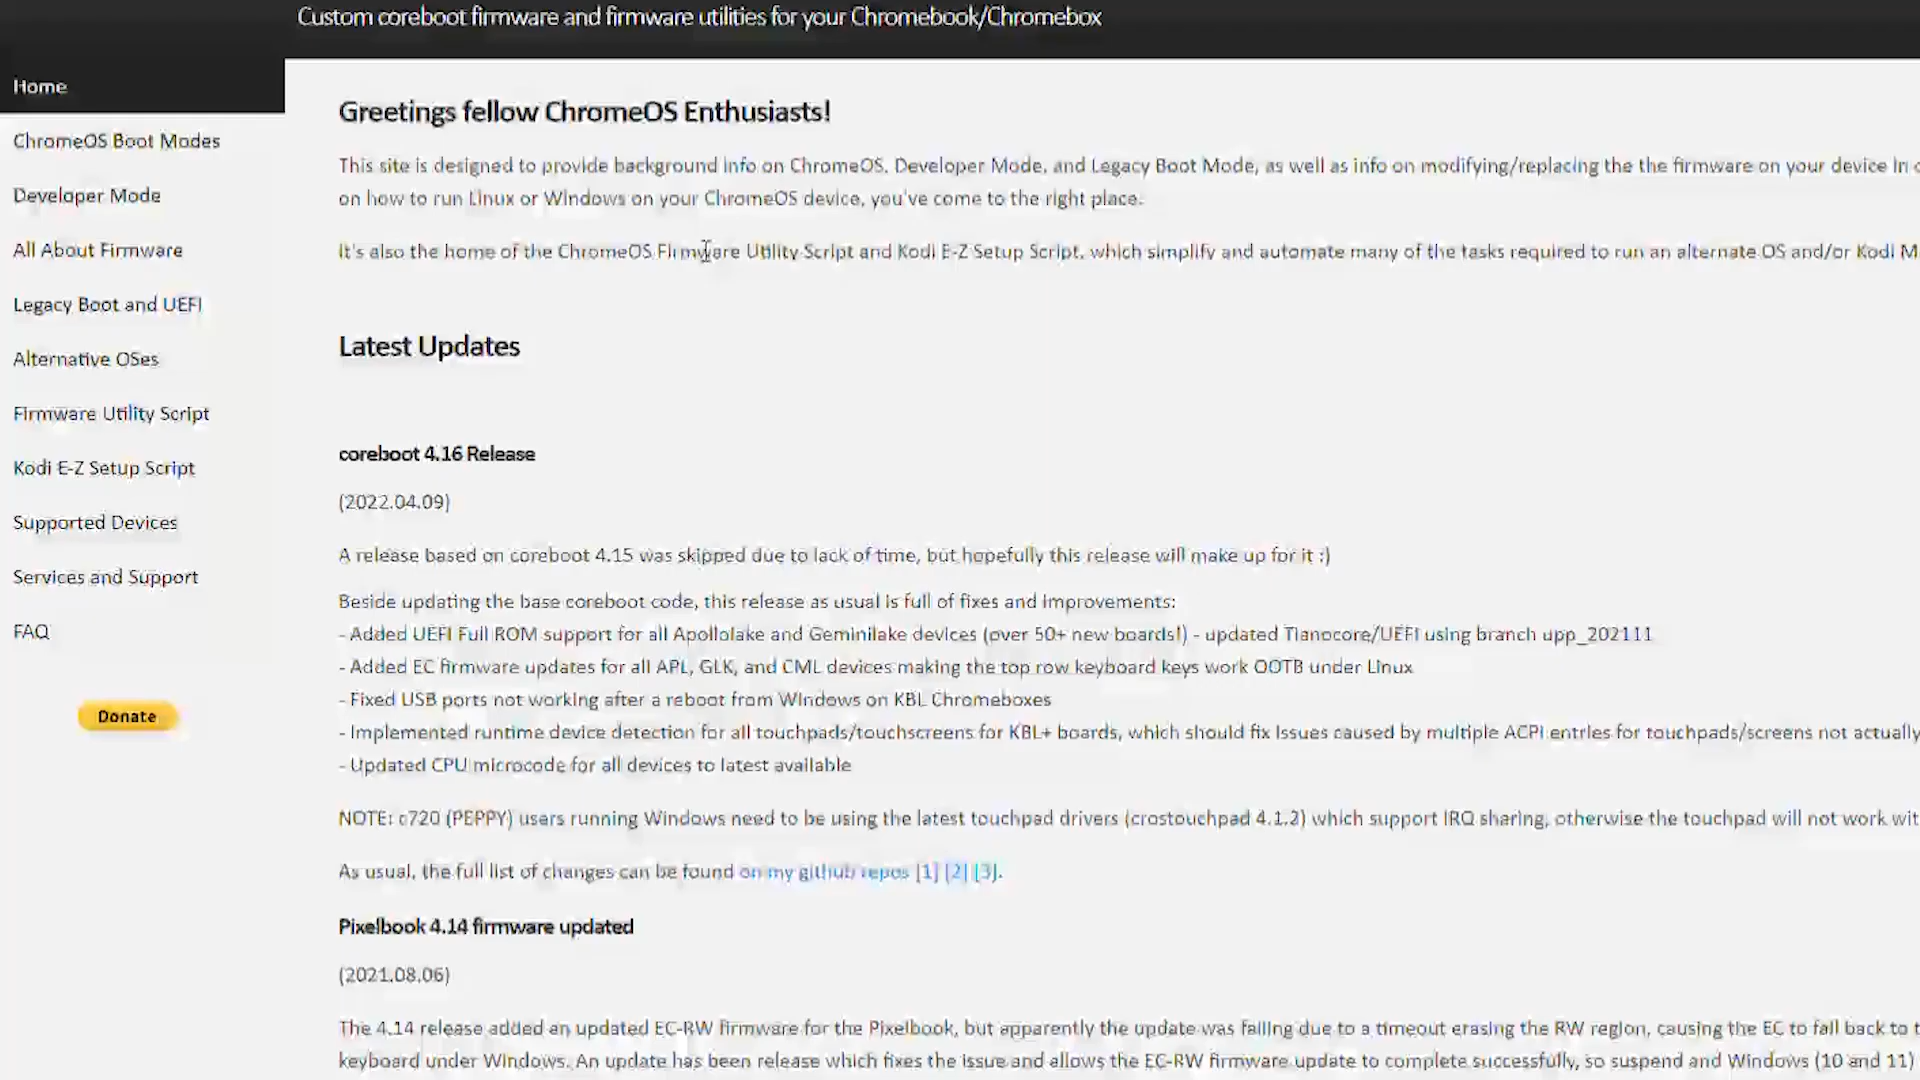 Custom coreboot firmware and firmware utilities for your Chromebook/Chromebox
Home
ChromeOS Boot Modes
Developer Mode
All About Firmware
Legacy Boot and UEFI
Alternative OSes
Firmware Utility Script
Kodi E-Z Setup Script
Supported Devices
Services and Support
FAQ
Donate
Greetings fellow ChromeOS Enthusiasts!
This site is designed to provide background info on ChromeOS, Developer Mode, and Legacy Boot Mode, as well as info on modifying/replacing the the firmware on your device in
on how to run Linux or Windows on your ChromeOS device, you've come to the right place.
It's also the home of the ChromeOS Firmware Utility Script and Kodi E-Z Setup Script, which simplify and automate many of the tasks required to run an alternate OS and/or Kodi
Latest Updates
coreboot 4.16 Release
(2022.04.09)
A release based on coreboot 4.15 was skipped due to lack of time, but hopefully this release will make up for it :)
Beside updating the base coreboot code, this release as usual is full of fixes and improvements:
- Added UEFI Full ROM support for all Apollolake and Geminilake devices (over 50+ new boards!) - updated Tianocore/UEFI using branch upp_202111
- Added EC firmware updates for all APL, GLK, and CML devices making the top row keyboard keys work OOTB under Linux
- Fixed USB ports not working after a reboot from Windows on KBL Chromeboxes
- Implemented runtime device detection for all touchpads/touchscreens for KBL+ boards, which should fix issues caused by multiple ACPI entries for touchpads/screens not actually
- Updated CPU microcode for all devices to latest available
NOTE: c720 (PEPPY) users running Windows need to be using the latest touchpad drivers (crostouchpad 4.1.2) which support IRQ sharing, otherwise the touchpad will not work wit
As usual, the full list of changes can be found on my github repos [1] [2] [3].
Pixelbook 4.14 firmware updated
(2021.08.06)
The 4.14 release added an updated EC-RW firmware for the Pixelbook, but apparently the update was failing due to a timeout erasing the RW region, causing the EC to fall back to
keyboard under Windows. An update has been release which fixes the issue and allows the EC-RW firmware update to complete successfully, so suspend and Windows (10 and 11)